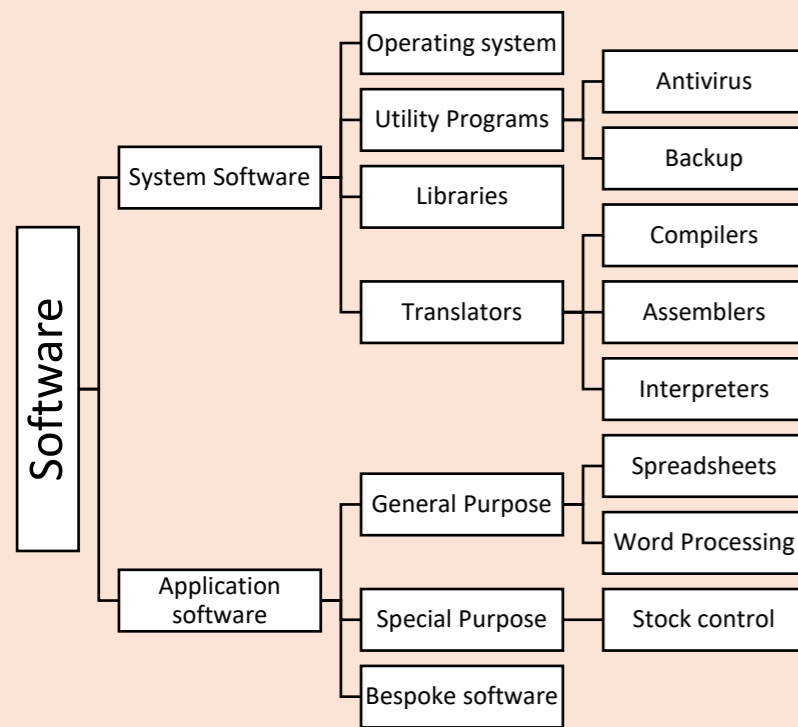 Software
System Software
Operating system
Utility Programs
Antivirus
Backup
Libraries
Translators
Compilers
Assemblers
Interpreters
Application
software
General Purpose
Spreadsheets
Word Processing
Special Purpose
Stock control
Bespoke software